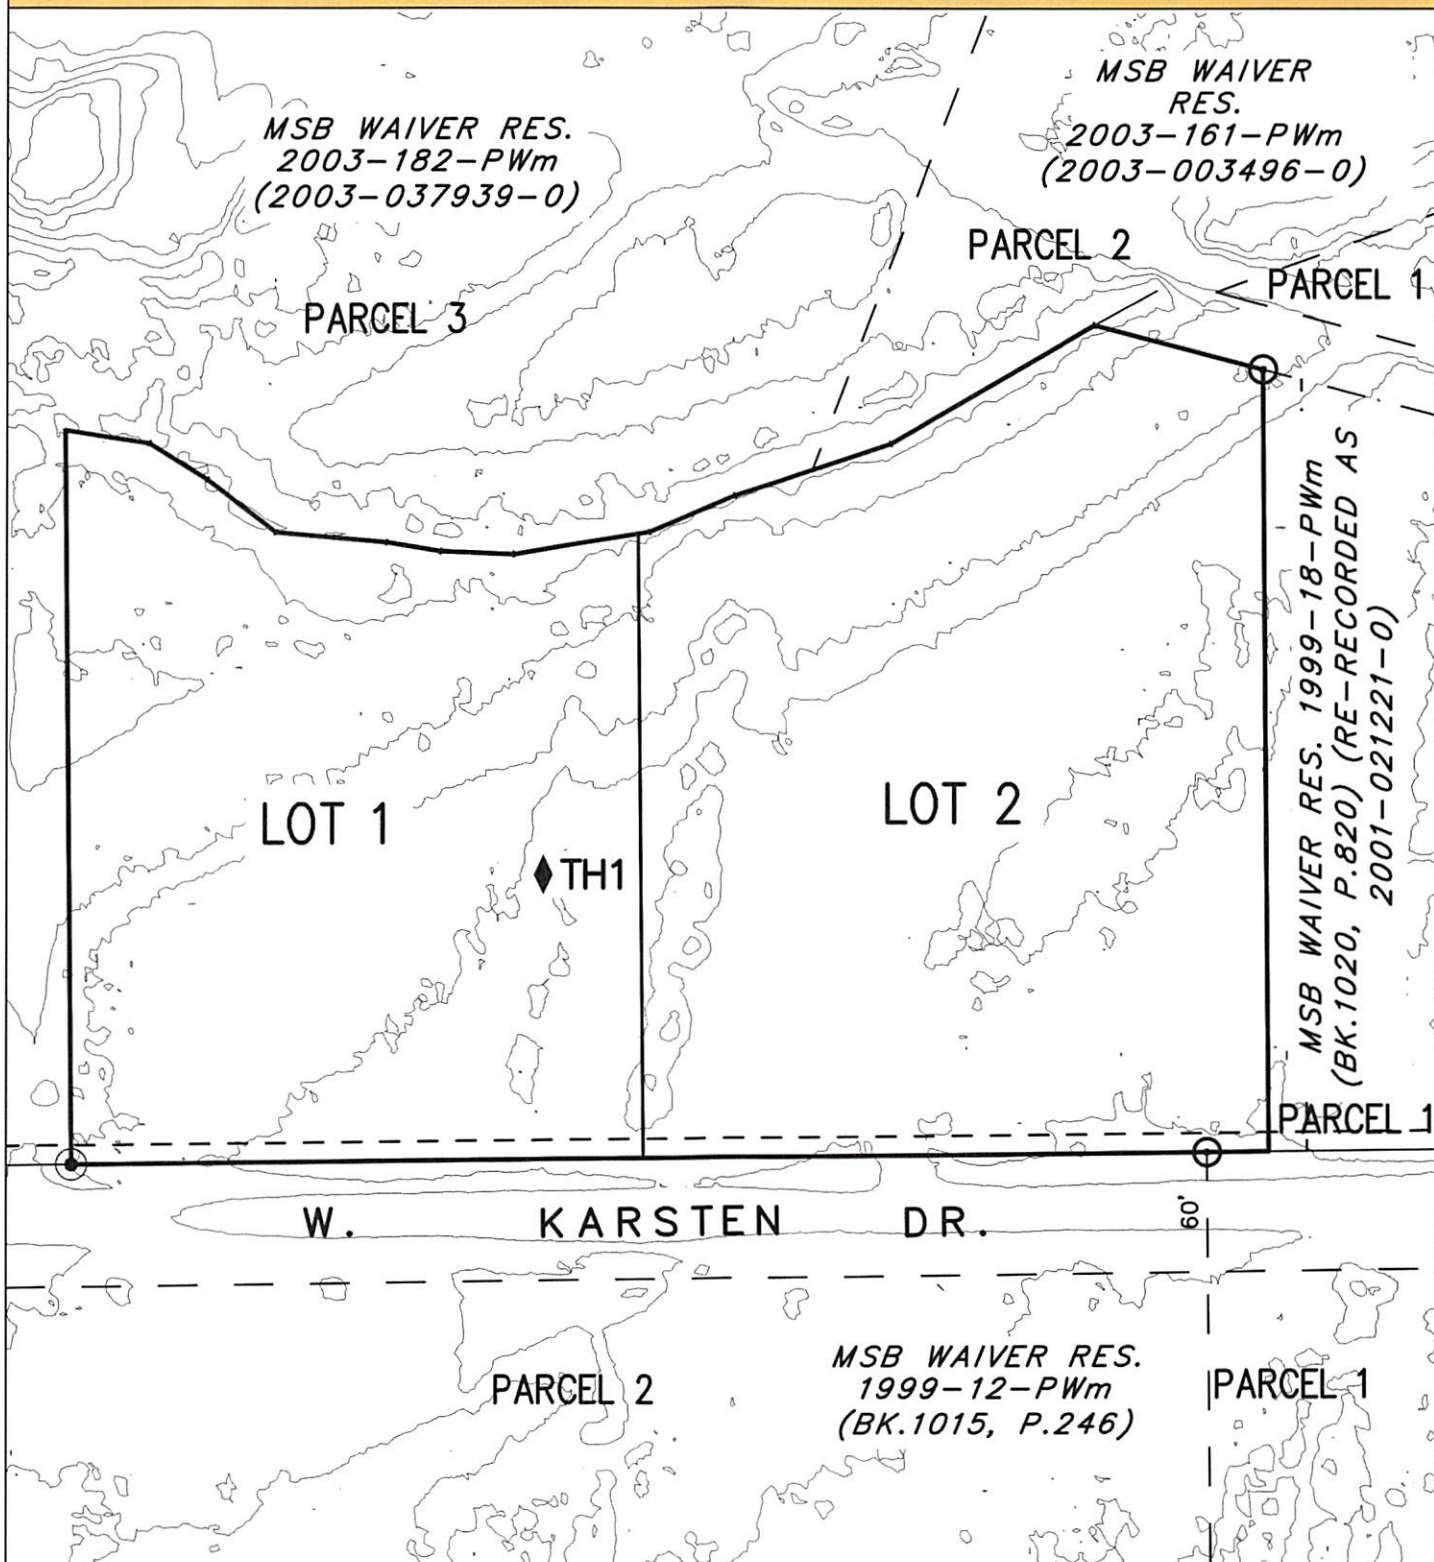 MSB WAIVER RES.
2003-182-PWm
(2003-037939-0)
MSB WAIVER
RES.
2003-161-PWm
(2003-003496-0)
PARCEL 2
PARCEL 1
PARCEL 3
MSB WAIVER RES. 1999-18-PWm
(BK.1020, P.820) (RE-RECORDED AS
2001-021221-0)
LOT 1
LOT 2
TH1
PARCEL 1
W. KARSTEN DR.
60'
PARCEL 2
MSB WAIVER RES.
1999-12-PWm
(BK.1015, P.246)
PARCEL 1